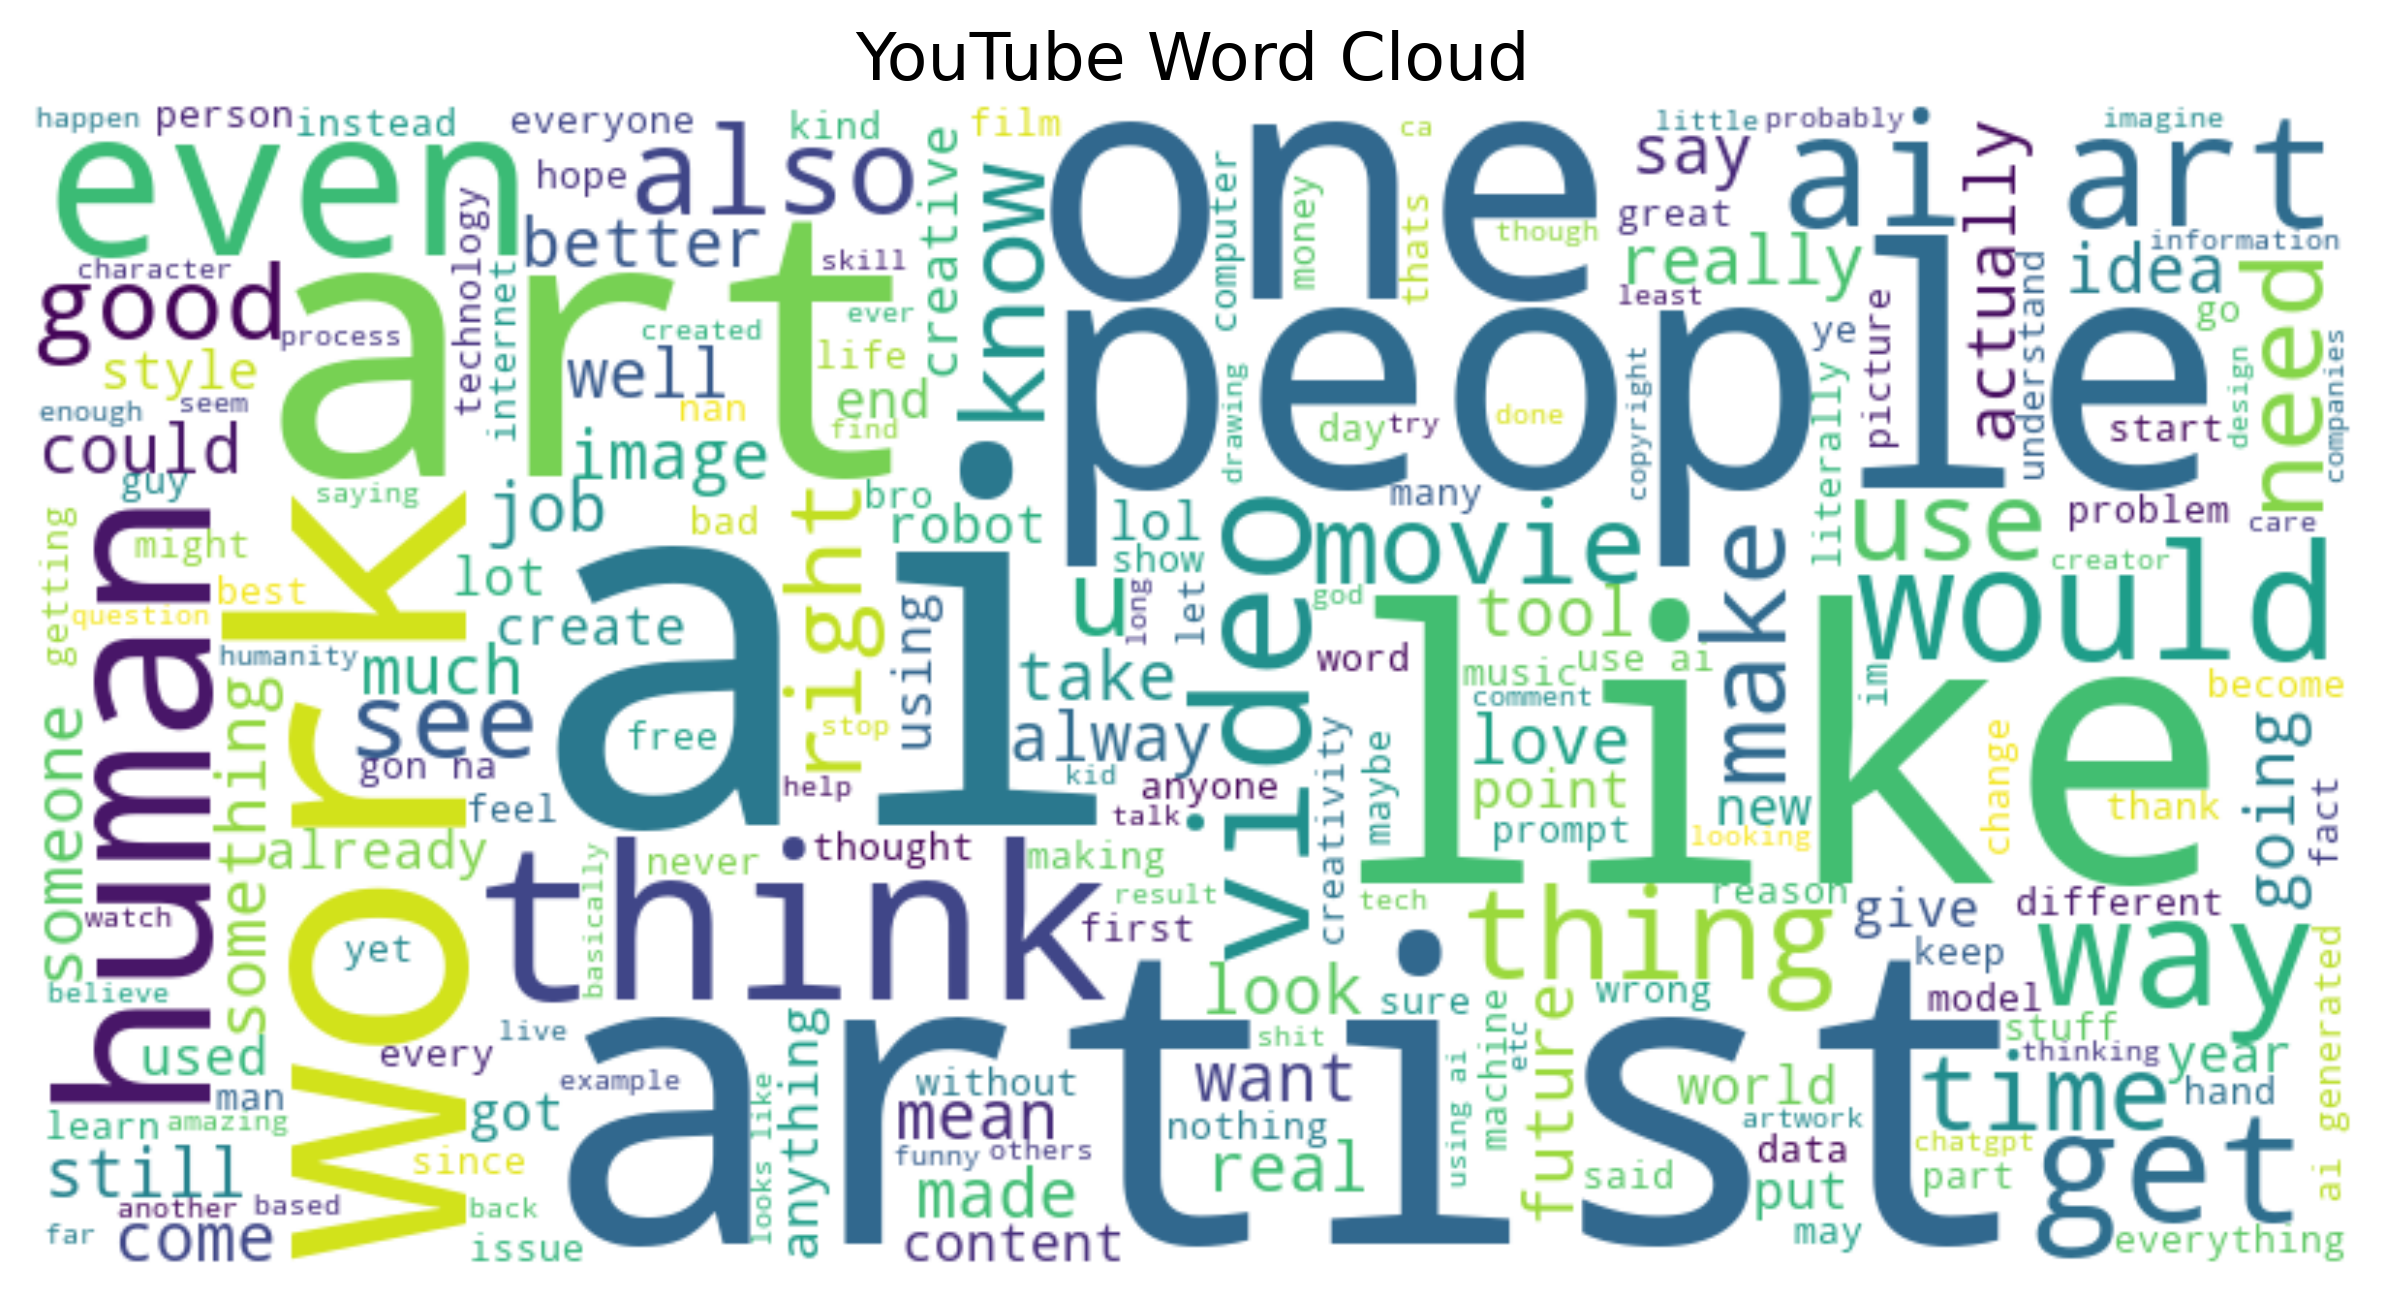 YouTube Word Cloud
happen person instead everyone kind film ca little probably imagine
even hope also creative know one computer money thats though say great ai actually art
character technology better skill people really least idea information
good process internet created ever picture ye understand go need
style well life drawing copyright literally design companies
enough seem nan end find day try done start
could image many
guy saying job bad right bro robot lol video movie make use problem care
getting human might work lot ai show would creator
question best create using u long let god like tool
humanity much take word music use ai im become
someone something see free stop alway creativity maybe comment love change going
gon na feel help kid anyone talk point prompt new looking thank fact
already basically never think thought making result tech thing reason different
watch yet first give keep way
believe look sure wrong model ai generated
used every live artist anything shit machine etc future stuff thinking year
man example looks like without want using ai world time hand
learn amazing got mean nothing artwork
still since funny others real said data chatgpt part get
another based back made put
far come issue content may everything